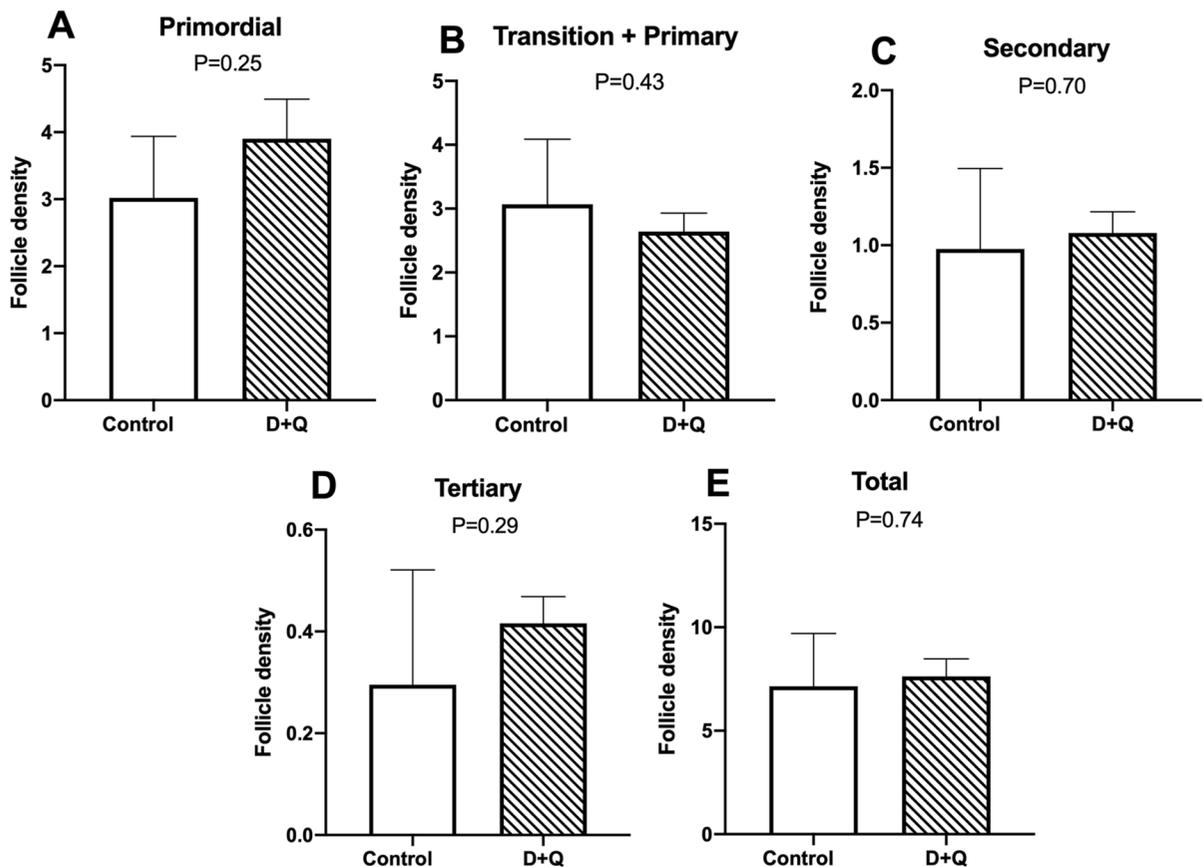 A
Primordial
P=0.25
5
4
3
2
1
0
Follicle density
Control
D+Q
B
Transition + Primary
P=0.43
5
4
3
2
1
0
Follicle density
Control
D+Q
C
Secondary
P=0.70
2.0
1.5
1.0
0.5
0.0
Follicle density
Control
D+Q
D
Tertiary
P=0.29
0.6
0.4
0.2
0.0
Follicle density
Control
D+Q
E
Total
P=0.74
15
10
5
0
Follicle density
Control
D+Q